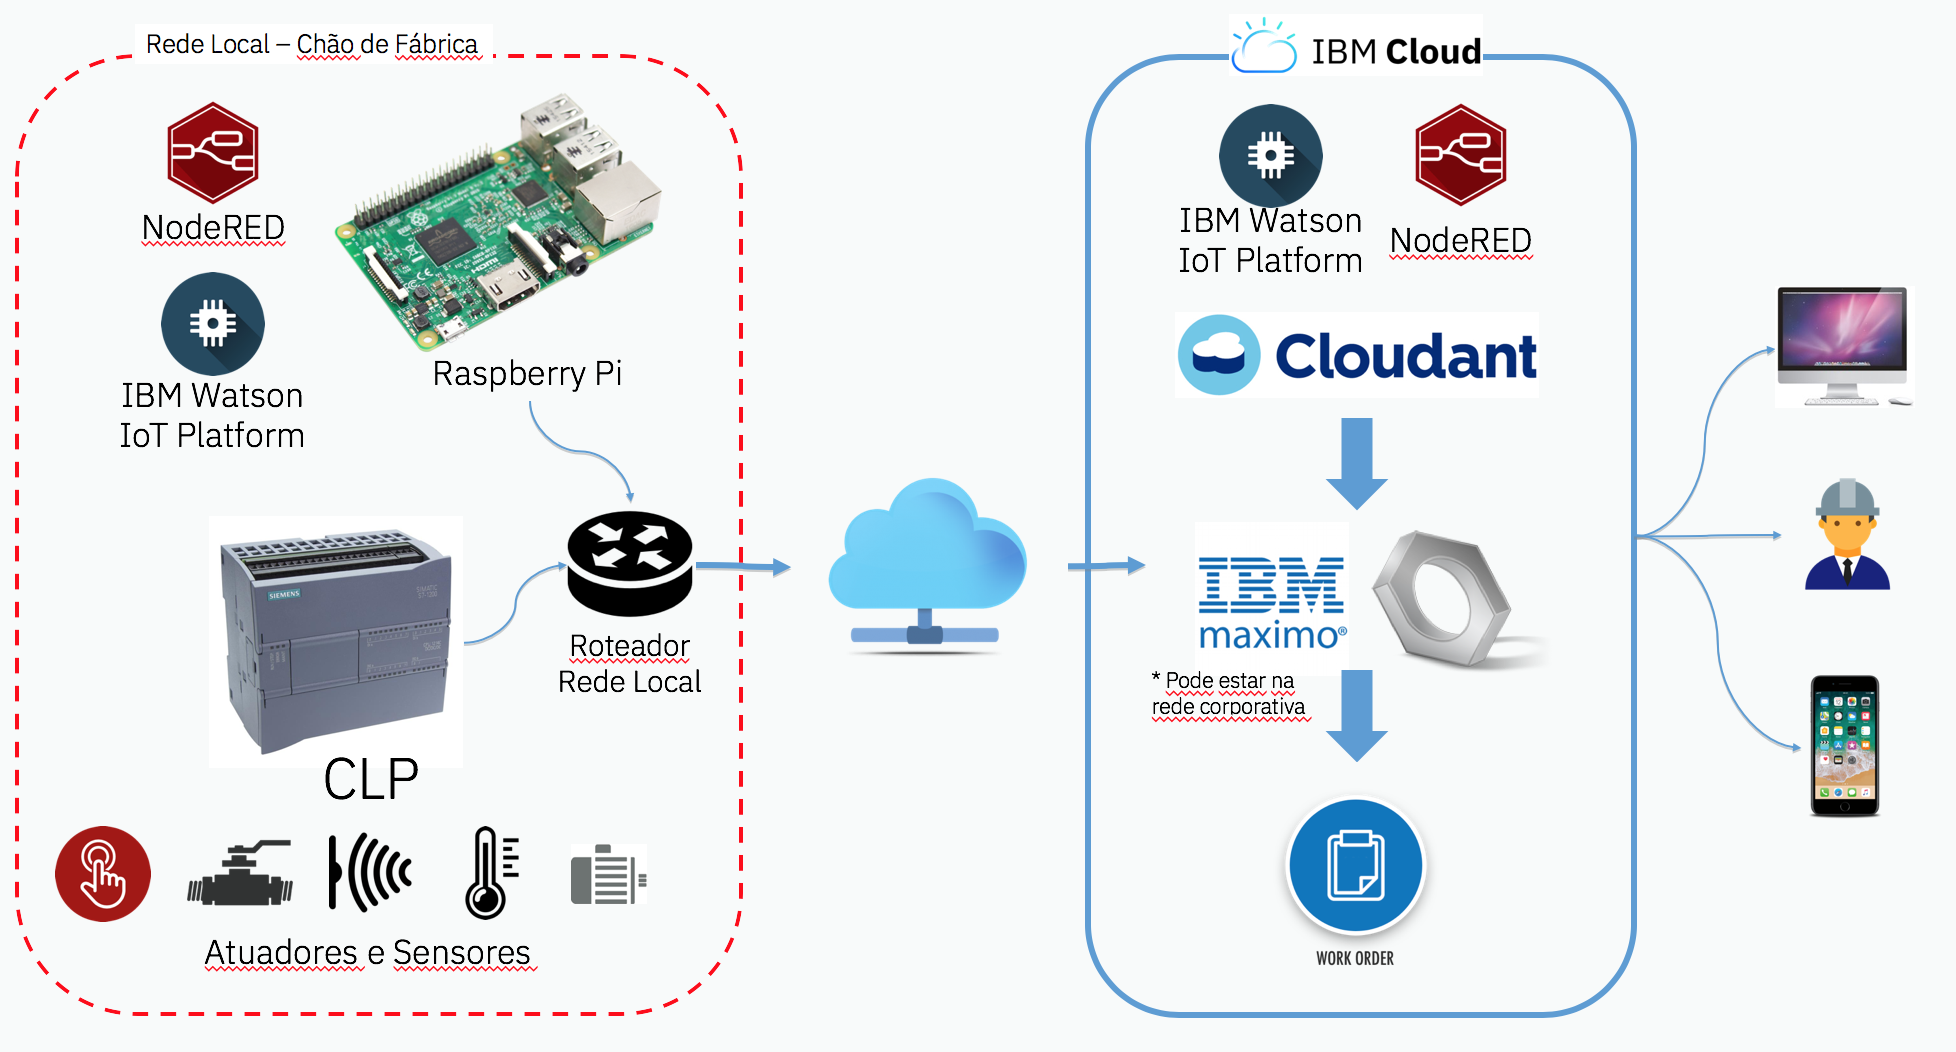 Rede Local – Chão de Fábrica
NodeRED
IBM Watson
IoT Platform
Raspberry Pi
SIEMENS
CLP
Roteador
Rede Local
Atuadores e Sensores
IBM Cloud
IBM Watson
IoT Platform
NodeRED
Cloudant
IBM
maximo®
* Pode estar na
rede corporativa
WORK ORDER